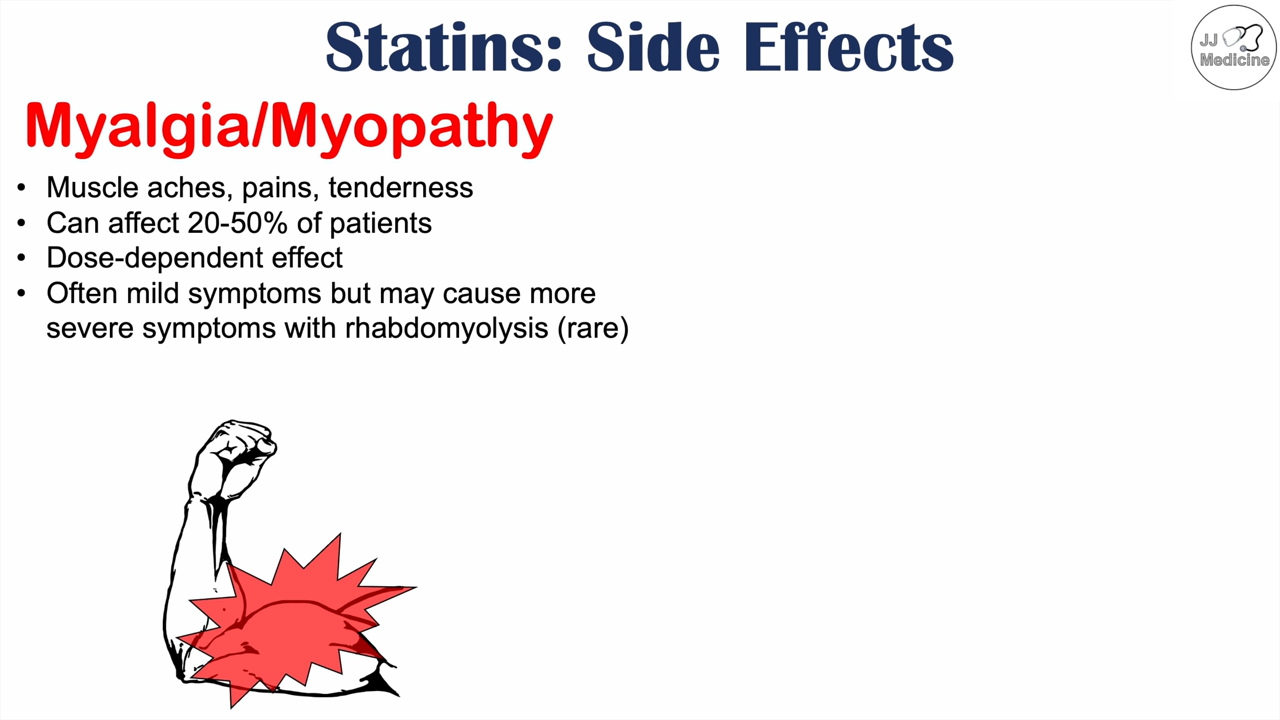 Statins: Side Effects
JJ
Medicine
Myalgia/Myopathy
• Muscle aches, pains, tenderness
• Can affect 20-50% of patients
• Dose-dependent effect
• Often mild symptoms but may cause more
severe symptoms with rhabdomyolysis (rare)